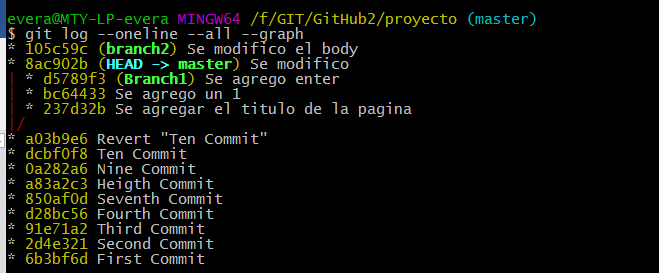 evera@MTY-LP-evera MINGW64 /f/GIT/GitHub2/proyecto (master)
$ git log --oneline --all --graph
* 105c59c (branch2) Se modifico el body
* 8ac902b (HEAD -> master) Se modifico
| * d5789f3 (Branch1) Se agrego enter
| * bc64433 Se agrego un 1
| * 237d32b Se agregar el titulo de la pagina
|/
* a03b9e6 Revert "Ten Commit"
* dcbf0f8 Ten Commit
* 0a282a6 Nine Commit
* a83a2c3 Heigth Commit
* 850af0d Seventh Commit
* d28bc56 Fourth Commit
* 91e71a2 Third Commit
* 2d4e321 Second Commit
* 6b3bf6d First Commit